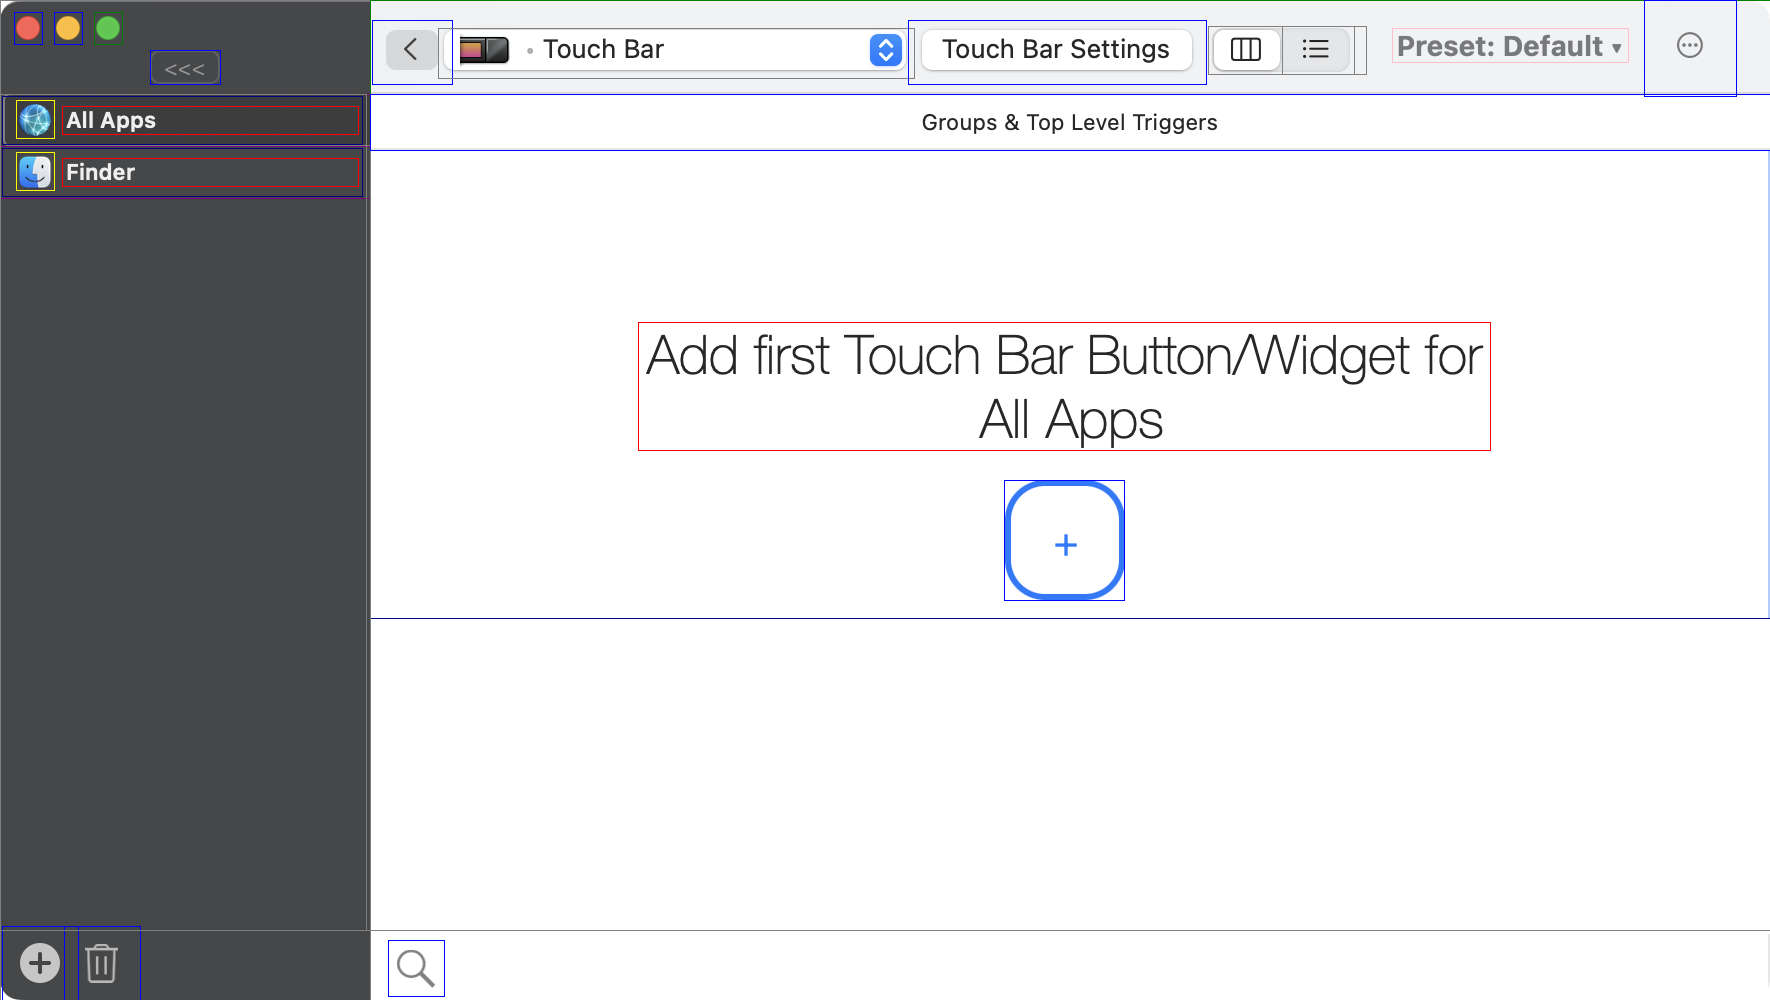 <<<
Touch Bar
Touch Bar Settings
Preset: Default ▾
All Apps
Finder
Groups & Top Level Triggers
Add first Touch Bar Button/Widget for
All Apps
+